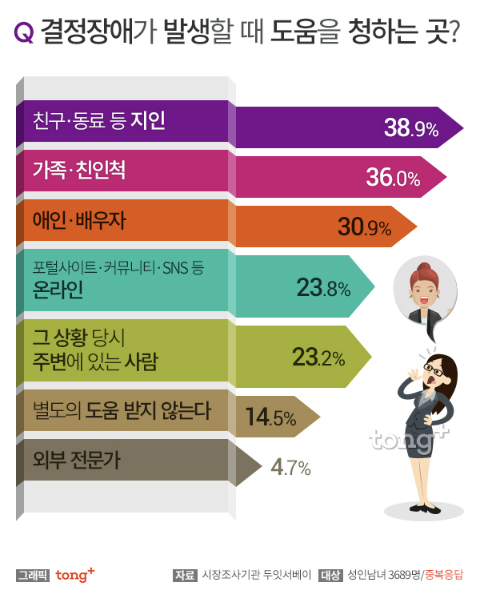 Q 결정장애가 발생할 때 도움을 청하는 곳?
친구·동료 등 지인
38.9%
가족·친인척
36.0%
애인·배우자
30.9%
포털사이트·커뮤니티·SNS 등
온라인
23.8%
그 상황 당시
주변에 있는 사람
23.2%
별도의 도움 받지 않는다
14.5%
외부 전문가
4.7%
tong+
그래픽 tong+
자료 시장조사기관 두잇서베이 대상 성인남녀 3689명/중복응답